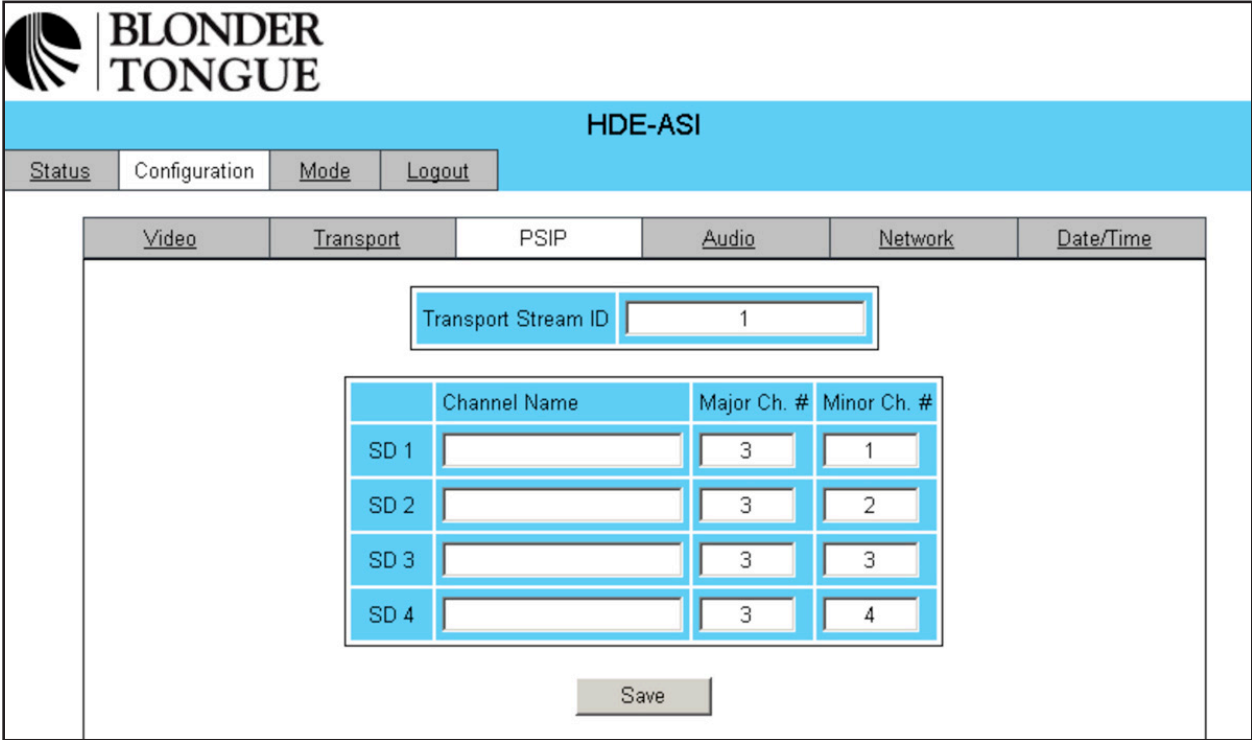 BLONDER
TONGUE
HDE-ASI
Status Configuration Mode Logout
Video Transport PSIP Audio Network Date/Time
Transport Stream ID 1
Channel Name Major Ch. # Minor Ch. #
SD 1 3 1
SD 2 3 2
SD 3 3 3
SD 4 3 4
Save